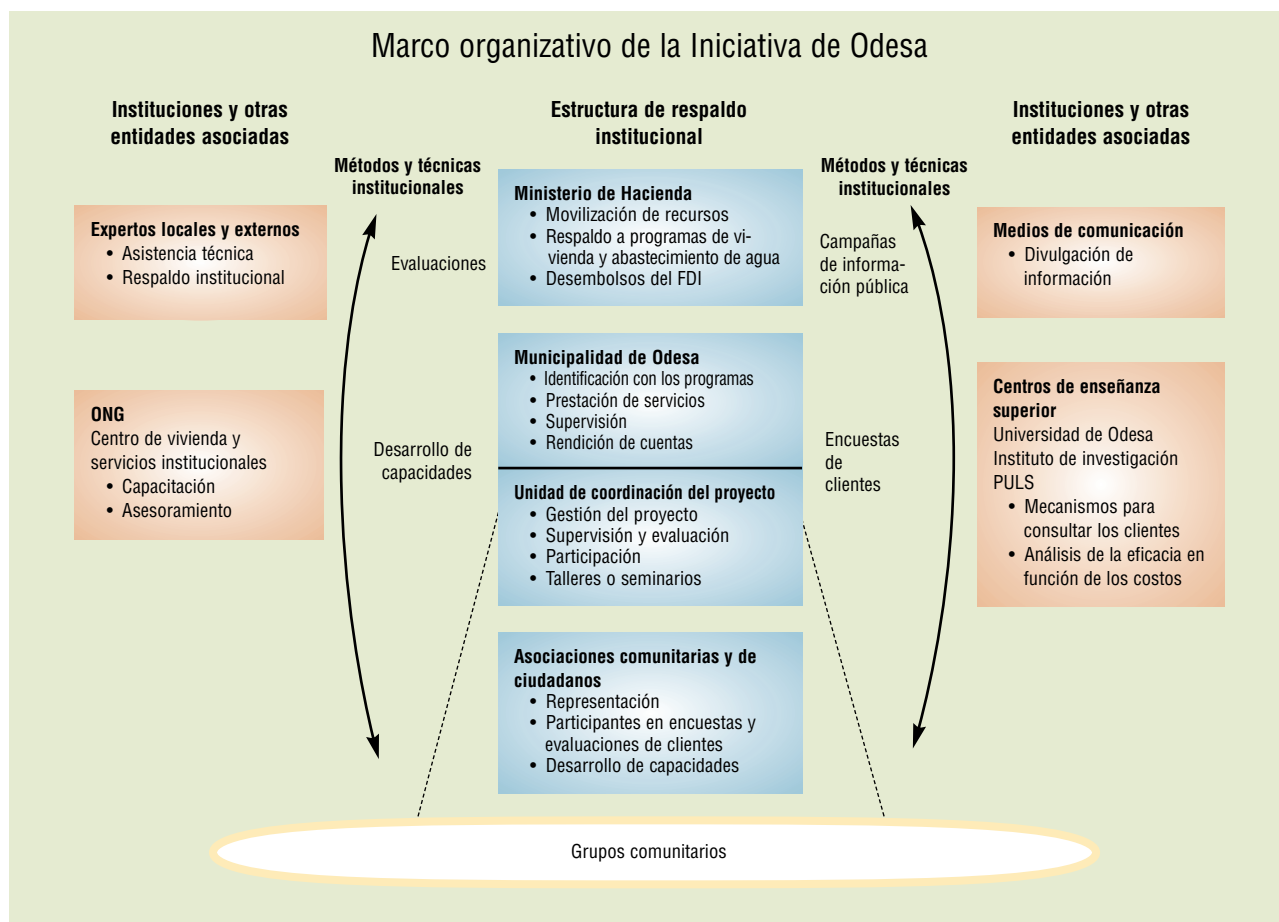 Marco organizativo de la Iniciativa de Odesa
Instituciones y otras
entidades asociadas
Métodos y técnicas
institucionales
Expertos locales y externos
• Asistencia técnica
• Respaldo institucional
Evaluaciones
ONG
Centro de vivienda y
servicios institucionales
• Capacitación
• Asesoramiento
Desarrollo de
capacidades
Estructura de respaldo
institucional
Ministerio de Hacienda
• Movilización de recursos
• Respaldo a programas de vi-
vienda y abastecimiento de agua
• Desembolsos del FDI
Municipalidad de Odesa
• Identificación con los programas
• Prestación de servicios
• Supervisión
• Rendición de cuentas
Unidad de coordinación del proyecto
• Gestión del proyecto
• Supervisión y evaluación
• Participación
• Talleres o seminarios
Asociaciones comunitarias y de
ciudadanos
• Representación
• Participantes en encuestas y
evaluaciones de clientes
• Desarrollo de capacidades
Métodos y técnicas
institucionales
Campañas
de informa-
ción pública
Encuestas
de
clientes
Instituciones y otras
entidades asociadas
Medios de comunicación
• Divulgación de
información
Centros de enseñanza
superior
Universidad de Odesa
Instituto de investigación
PULS
• Mecanismos para
consultar los clientes
• Análisis de la eficacia en
función de los costos
Grupos comunitarios